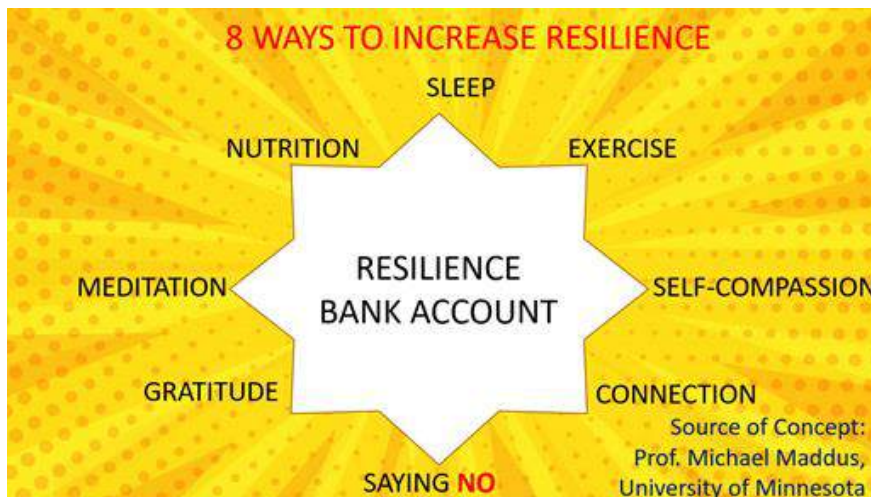 8 WAYS TO INCREASE RESILIENCE
SLEEP
NUTRITION
EXERCISE
RESILIENCE
BANK ACCOUNT
MEDITATION
SELF-COMPASSION
GRATITUDE
CONNECTION
SAYING NO
Source of Concept:
Prof. Michael Maddus,
University of Minnesota